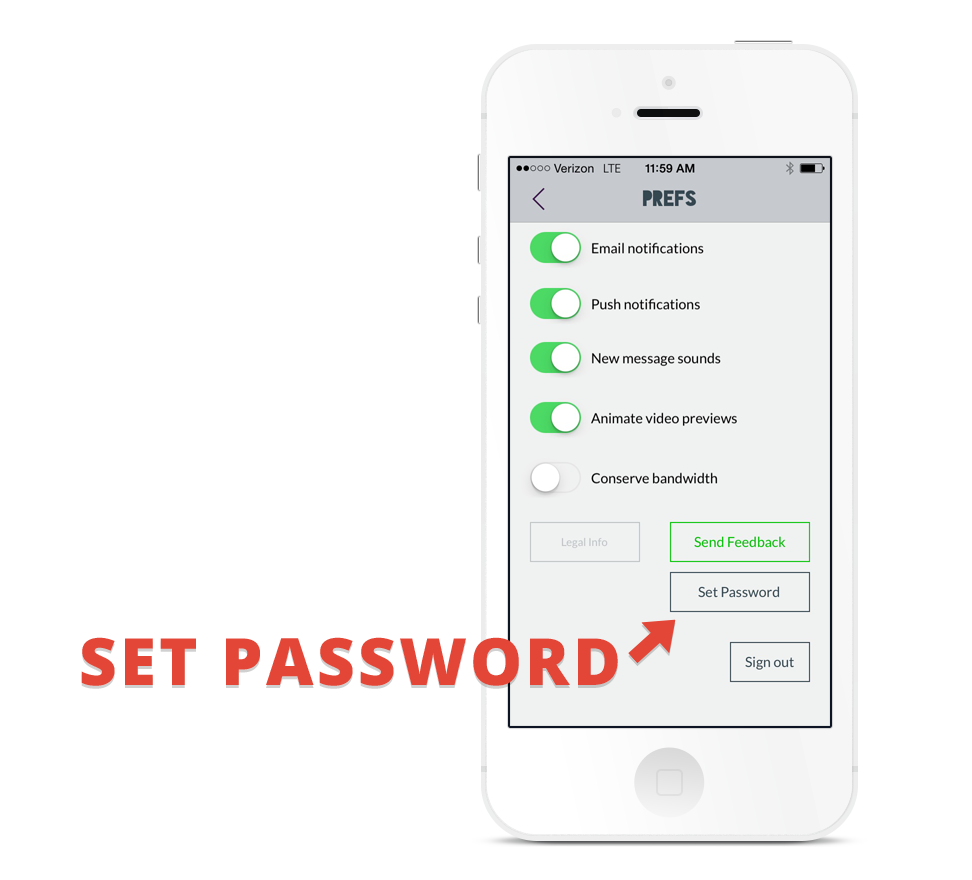 Verizon LTE 11:59 AM
PREFS
Email notifications
Push notifications
New message sounds
Animate video previews
Conserve bandwidth
Legal Info Send Feedback
Set Password
SET PASSWORD
Sign out